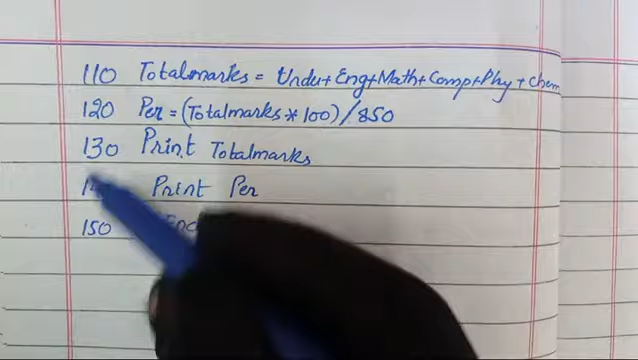 110 Totalmarks = Urdu+Eng+Math+Comp+Phy+Chem
120 Per = (Totalmarks * 100) / 850
130 Print Totalmarks
Print Per
150 End